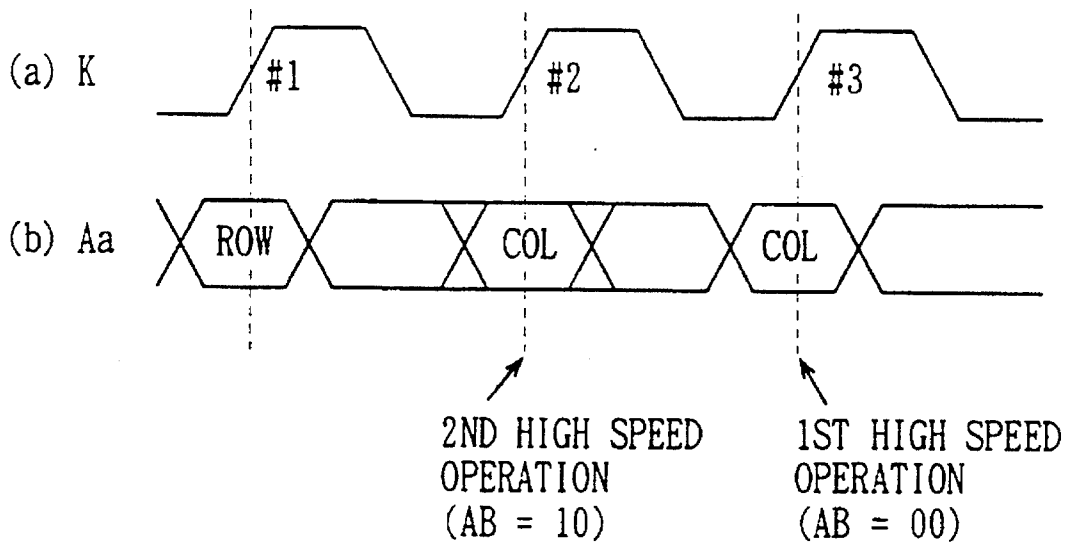 (a) K
#1
#2
#3
(b) Aa
ROW
COL
COL
2ND HIGH SPEED
OPERATION
(AB = 10)
1ST HIGH SPEED
OPERATION
(AB = 00)